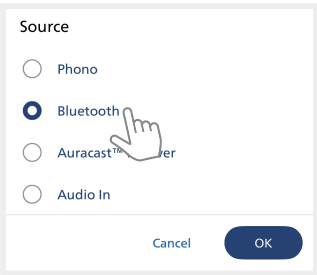 Source
Phono
Bluetooth
Auracast™
Audio In
Cancel
OK